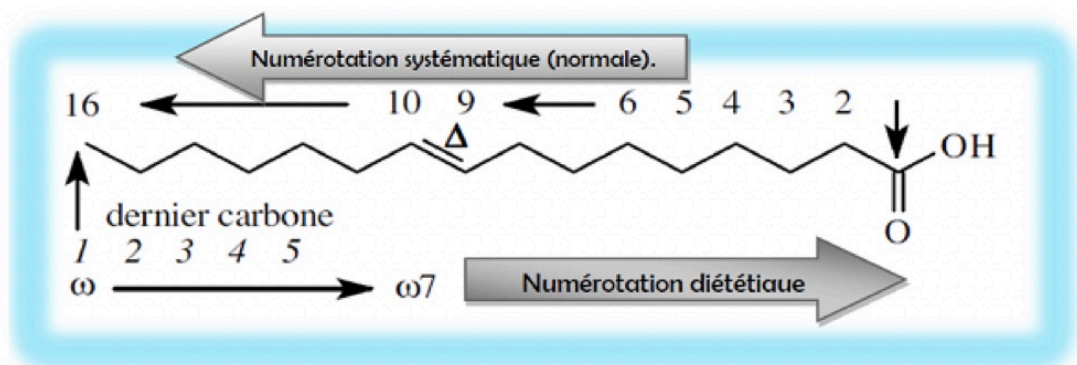 Numérotation systématique (normale).
16 10 9 6 5 4 3 2
Δ
OH
O
dernier carbone
1 2 3 4 5
ω ω7
Numérotation diététiaue